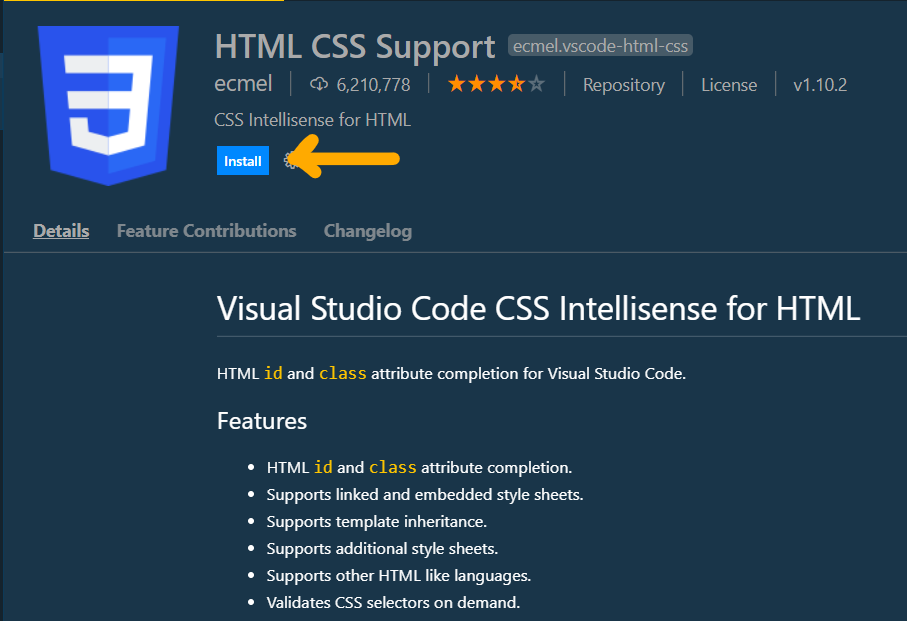 HTML CSS Support ecmel.vscode-html-css
ecmel 6,210,778 Repository License v1.10.2
CSS Intellisense for HTML
Install
Details Feature Contributions Changelog
Visual Studio Code CSS Intellisense for HTML
HTML id and class attribute completion for Visual Studio Code.
Features
HTML id and class attribute completion.
Supports linked and embedded style sheets.
Supports template inheritance.
Supports additional style sheets.
Supports other HTML like languages.
Validates CSS selectors on demand.